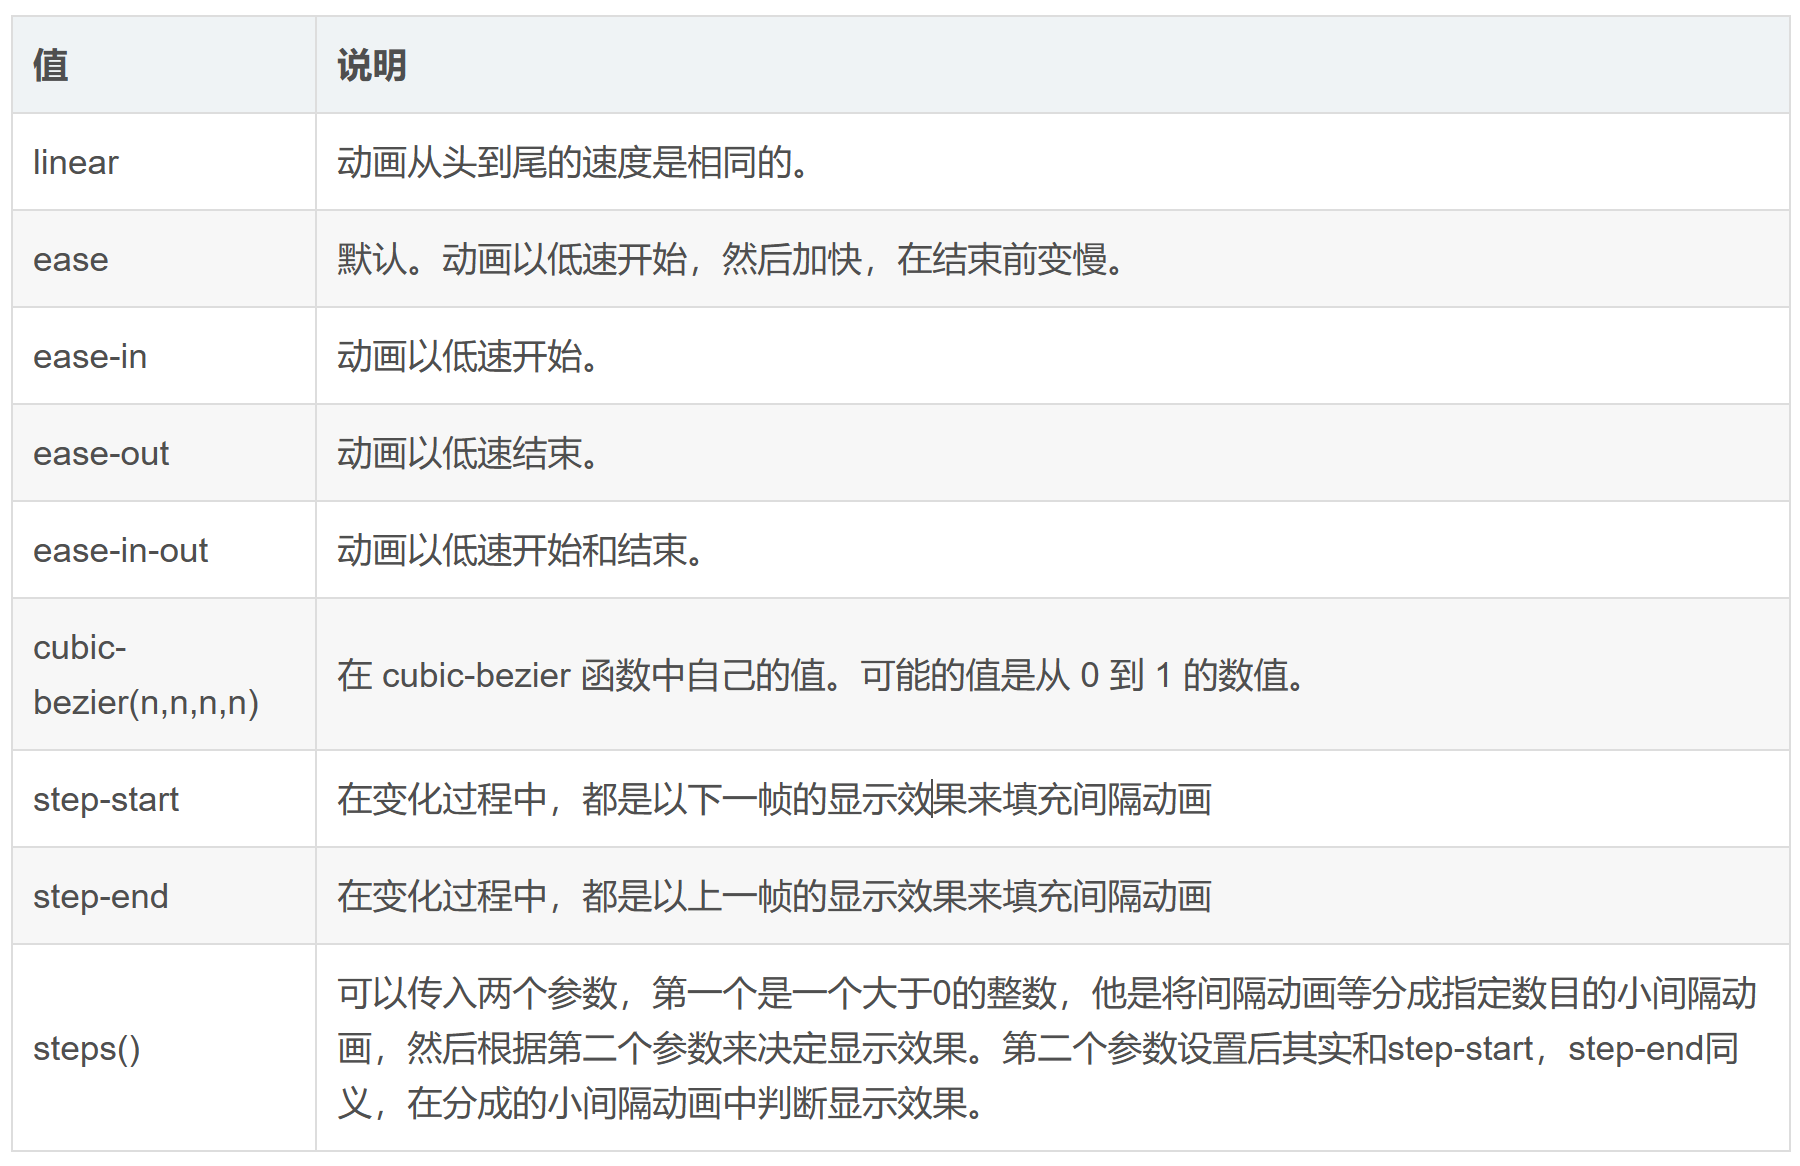 值 说明
linear 动画从头到尾的速度是相同的。
ease 默认。动画以低速开始，然后加快，在结束前变慢。
ease-in 动画以低速开始。
ease-out 动画以低速结束。
ease-in-out 动画以低速开始和结束。
cubic-
bezier(n,n,n,n)
在 cubic-bezier 函数中自己的值。可能的值是从 0 到 1 的数值。
step-start 在变化过程中，都是以下一帧的显示效果来填充间隔动画
step-end 在变化过程中，都是以上一帧的显示效果来填充间隔动画
steps()
可以传入两个参数，第一个是一个大于0的整数，他是将间隔动画等分成指定数目的小间隔动
画，然后根据第二个参数来决定显示效果。第二个参数设置后其实和step-start，step-end同
义，在分成的小间隔动画中判断显示效果。